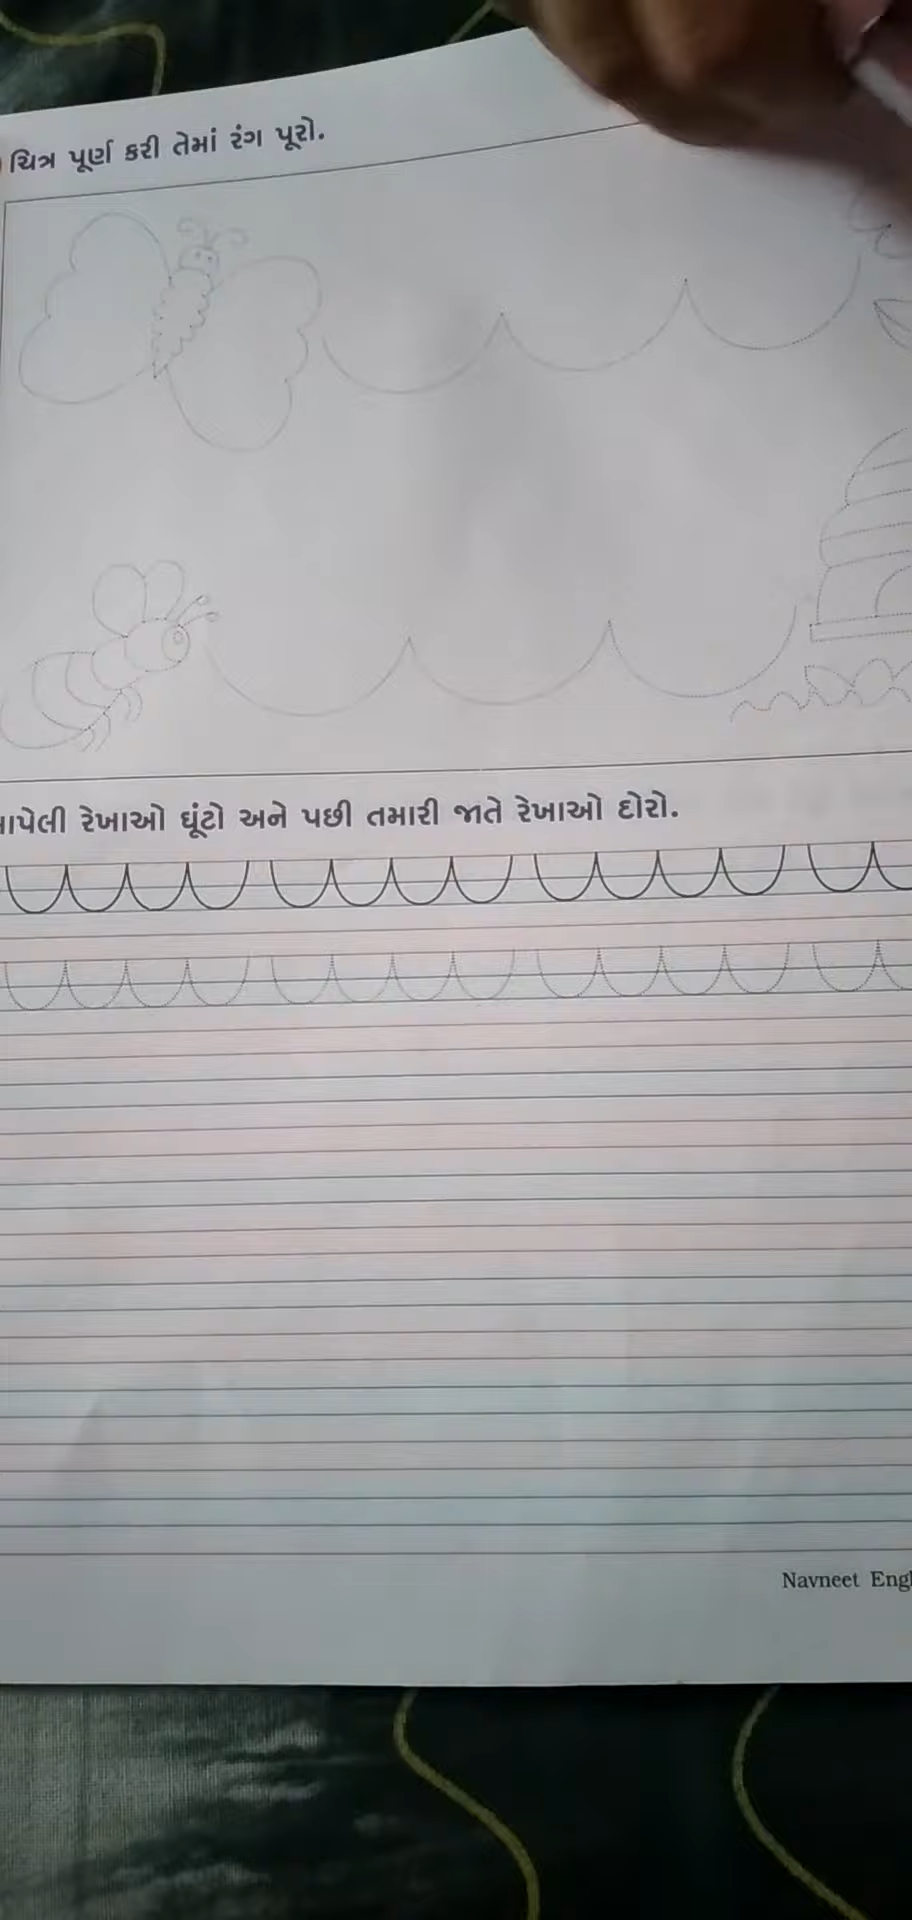 ચિત્ર પૂર્ણ કરી તેમાં રંગ પૂરો.
રેખાઓ ઘૂંટો અને પછી તમારી જાતે રેખાઓ દોરો.
Navneet